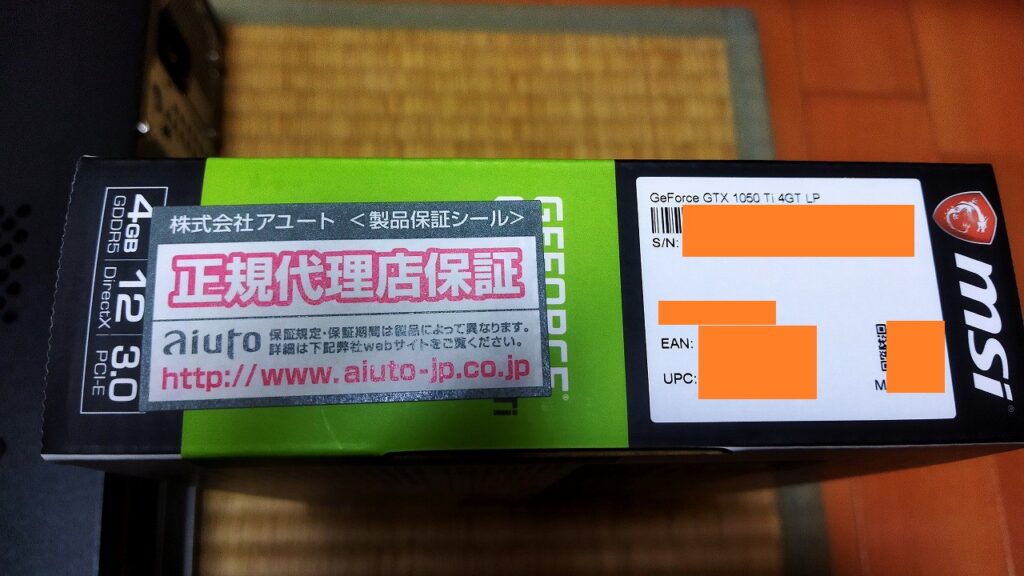 4GB
GDDR5
12
DirectX
3.0
PCI-E
株式会社アユート <製品保証シール>
正規代理店保証
aiuto
保証規定・保証期間は製品によって異なります。
詳細は下記弊社webサイトをご覧ください。
http://www.aiuto-jp.co.jp
GEFORCE
Ti
GeForce GTX 1050 Ti 4GT LP
S/N:
EAN:
UPC:
M
msi